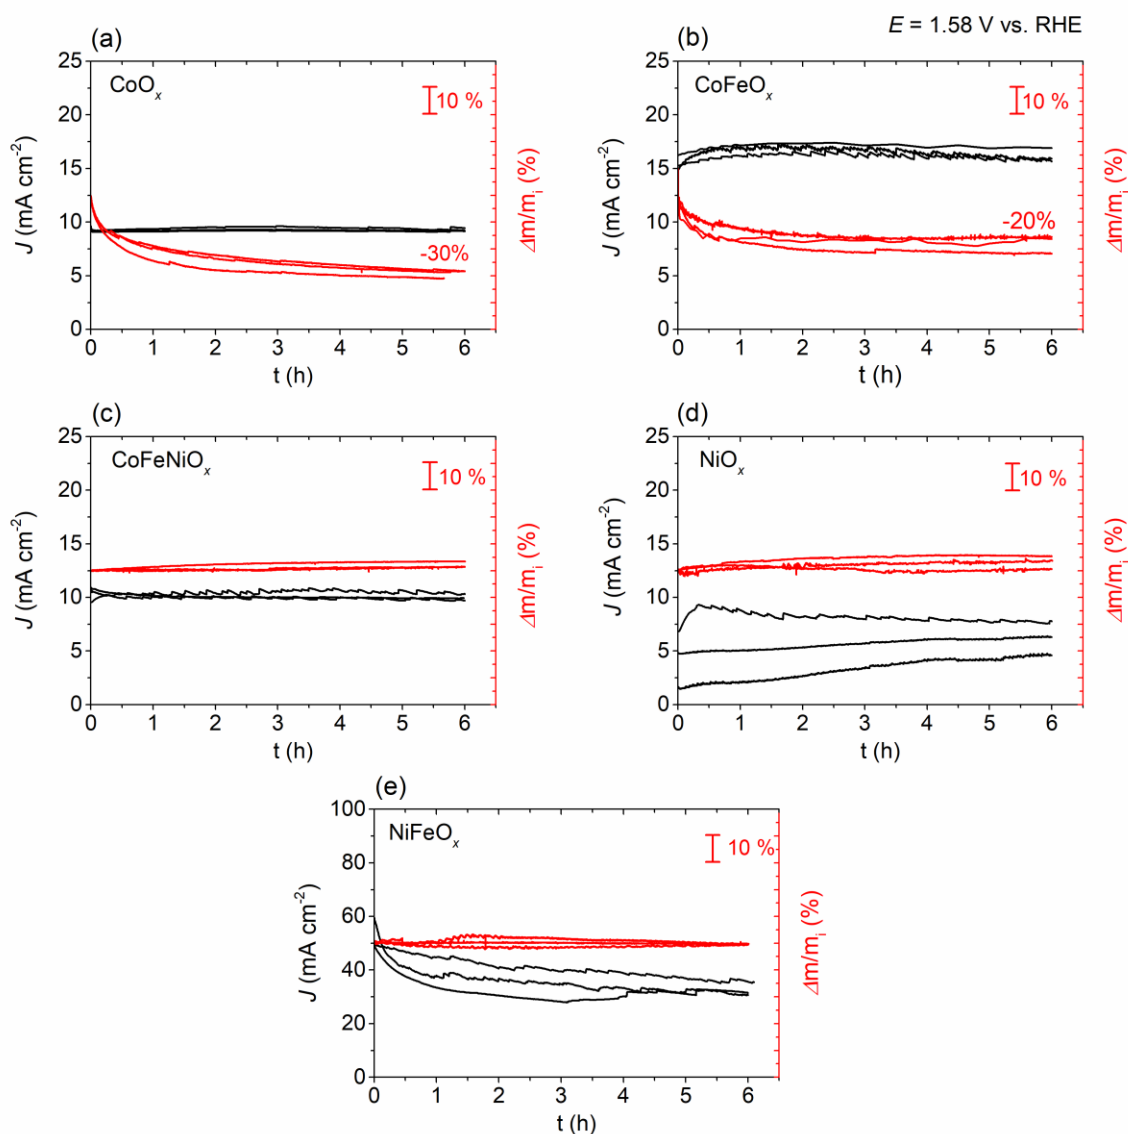 E = 1.58 V vs. RHE
(a)
CoOx
10 %
-30%
25
20
15
10
5
0
J (mA cm-2)
Δm/mi (%)
0 1 2 3 4 5 6
t (h)
(b)
CoFeOx
10 %
-20%
25
20
15
10
5
0
J (mA cm-2)
Δm/mi (%)
0 1 2 3 4 5 6
t (h)
(c)
CoFeNiOx
10 %
25
20
15
10
5
0
J (mA cm-2)
Δm/mi (%)
0 1 2 3 4 5 6
t (h)
(d)
NiOx
10 %
25
20
15
10
5
0
J (mA cm-2)
Δm/mi (%)
0 1 2 3 4 5 6
t (h)
(e)
NiFeOx
10 %
100
80
60
40
20
0
J (mA cm-2)
Δm/mi (%)
0 1 2 3 4 5 6
t (h)